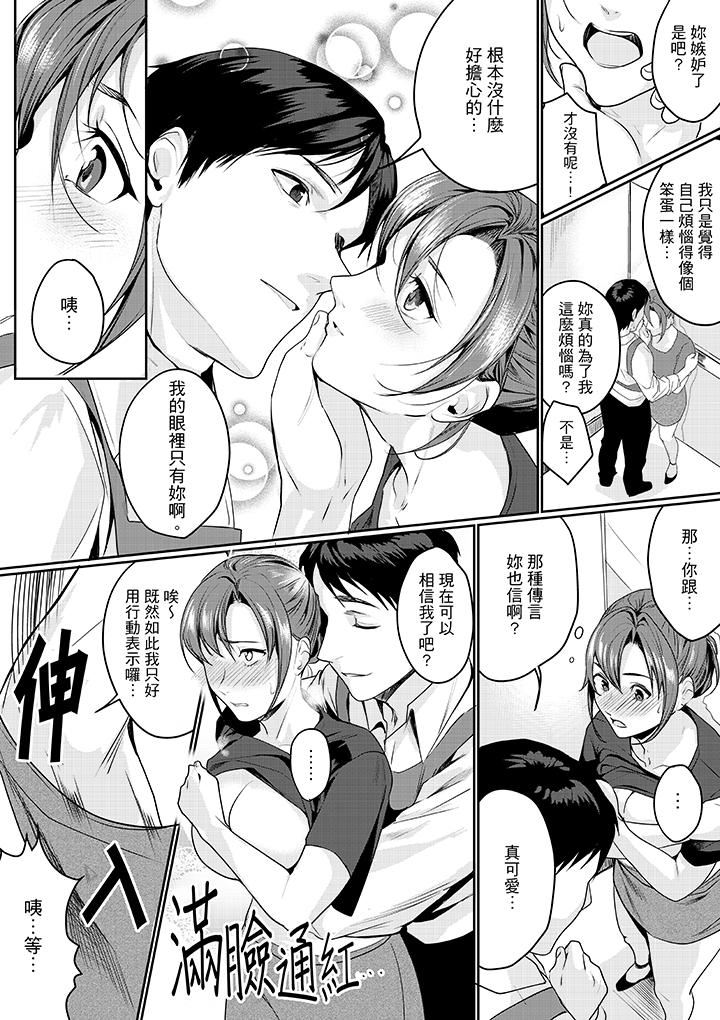 妳嫉妒了
是吧？
才沒有呢…！
我只是覺得
自己煩惱得像個
笨蛋一樣…
妳真的為了我
這麼煩惱嗎？
不是…
根本沒什麼
好擔心的…
我的眼裡只有妳啊。
咦…
那…你跟…
…
真可愛…
那種傳言
妳也信啊？
現在可以
相信我了吧？
……
唉～
既然如此我只好
用行動表示囉…
滿臉通紅…
伸
入
咦…等…